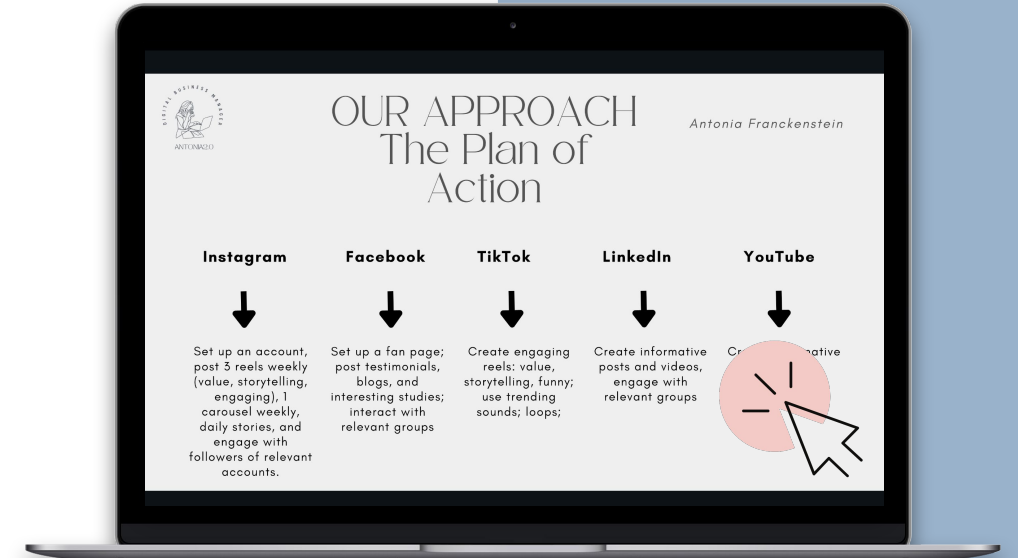 DIGITAL BUSINESS MANAGER
ANTONIA2.0
OUR APPROACH
The Plan of
Action
Antonia Franckenstein
Instagram
Facebook
TikTok
LinkedIn
YouTube
Set up an account,
post 3 reels weekly
(value, storytelling,
engaging), 1
carousel weekly,
daily stories, and
engage with
followers of relevant
accounts.
Set up a fan page;
post testimonials,
blogs, and
interesting studies;
interact with
relevant groups
Create engaging
reels: value,
storytelling, funny;
use trending
sounds; loops;
Create informative
posts and videos,
engage with
relevant groups